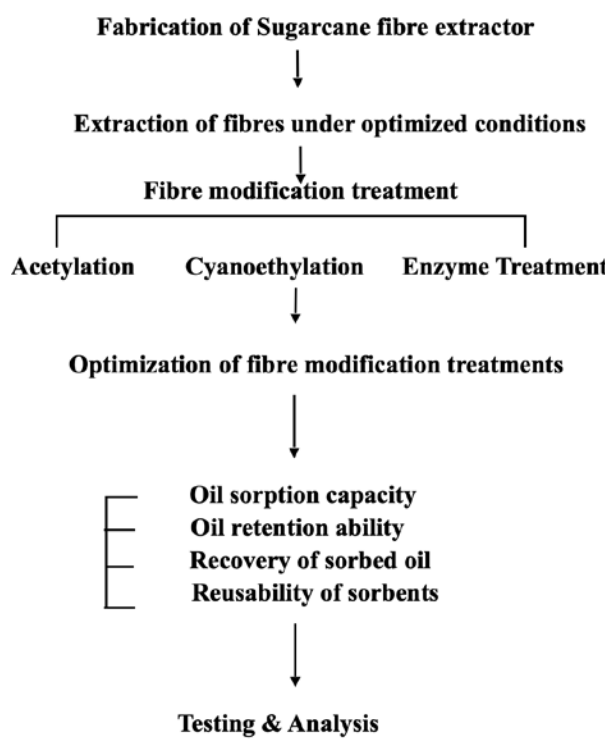 Fabrication of Sugarcane fibre extractor
Extraction of fibres under optimized conditions
Fibre modification treatment
Acetylation Cyanoethylation Enzyme Treatment
Optimization of fibre modification treatments
Oil sorption capacity
Oil retention ability
Recovery of sorbed oil
Reusability of sorbents
Testing & Analysis